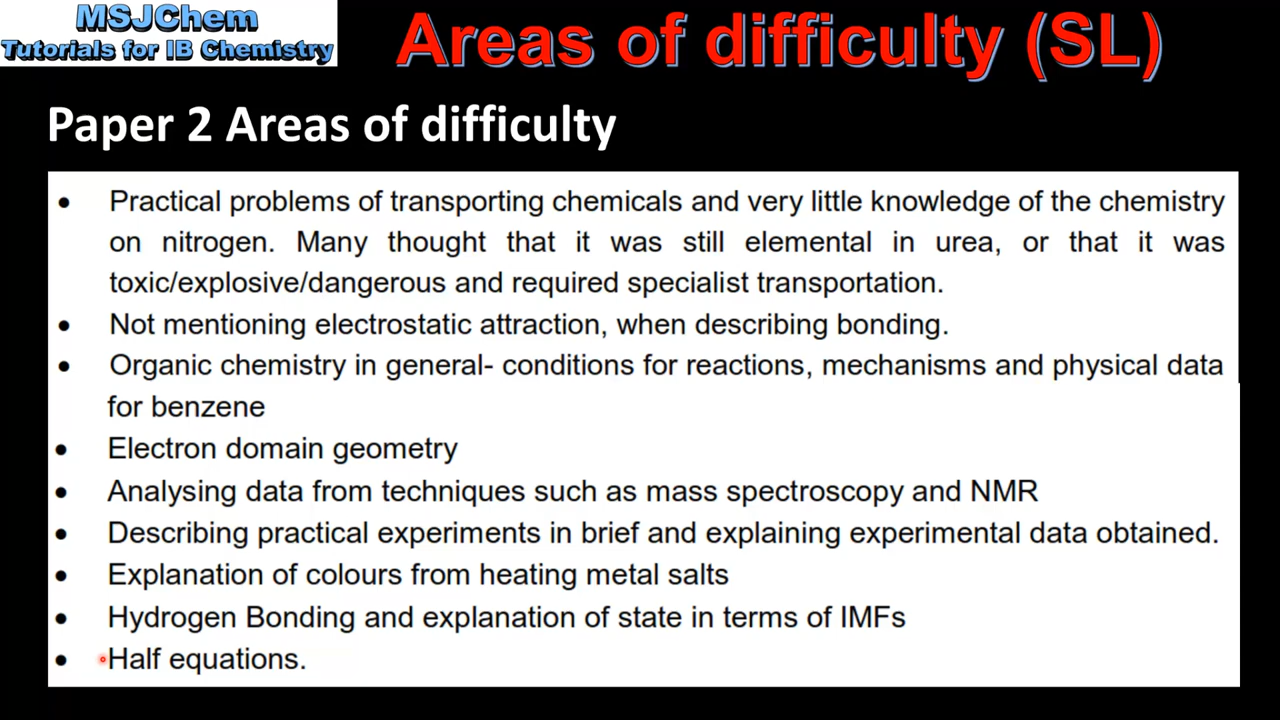 MSJChem
Tutorials for IB Chemistry
Areas of difficulty (SL)
Paper 2 Areas of difficulty
• Practical problems of transporting chemicals and very little knowledge of the chemistry
on nitrogen. Many thought that it was still elemental in urea, or that it was
toxic/explosive/dangerous and required specialist transportation.
• Not mentioning electrostatic attraction, when describing bonding.
• Organic chemistry in general- conditions for reactions, mechanisms and physical data
for benzene
• Electron domain geometry
• Analysing data from techniques such as mass spectroscopy and NMR
• Describing practical experiments in brief and explaining experimental data obtained.
• Explanation of colours from heating metal salts
• Hydrogen Bonding and explanation of state in terms of IMFs
• Half equations.